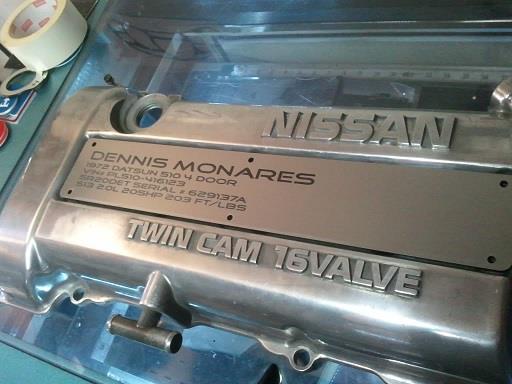 NISSAN
DENNIS MONARES
1972 DATSUN 510 4 DOOR
VIN# PL510-416123
SR20DET SERIAL # 629137A
S13 2.0L 205HP 203 FT/LBS
TWIN CAM 16VALVE